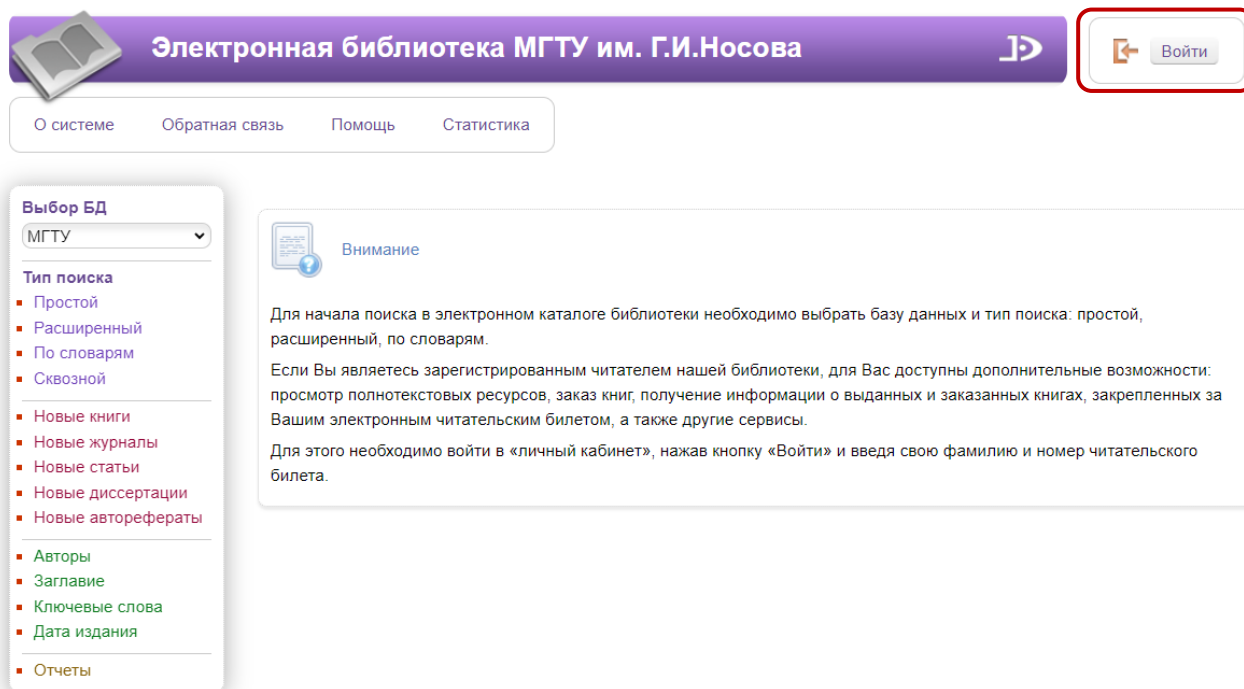 Электронная библиотека МГТУ им. Г.И.Носова
Войти
О системе Обратная связь Помощь Статистика
Выбор БД
МГТУ
Тип поиска
Простой
Расширенный
По словарям
Сквозной
Новые книги
Новые журналы
Новые статьи
Новые диссертации
Новые авторефераты
Авторы
Заглавие
Ключевые слова
Дата издания
Отчеты
Внимание
Для начала поиска в электронном каталоге библиотеки необходимо выбрать базу данных и тип поиска: простой,
расширенный, по словарям.
Если Вы являетесь зарегистрированным читателем нашей библиотеки, для Вас доступны дополнительные возможности:
просмотр полнотекстовых ресурсов, заказ книг, получение информации о выданных и заказанных книгах, закрепленных за
Вашим электронным читательским билетом, а также другие сервисы.
Для этого необходимо войти в «личный кабинет», нажав кнопку «Войти» и введя свою фамилию и номер читательского
билета.